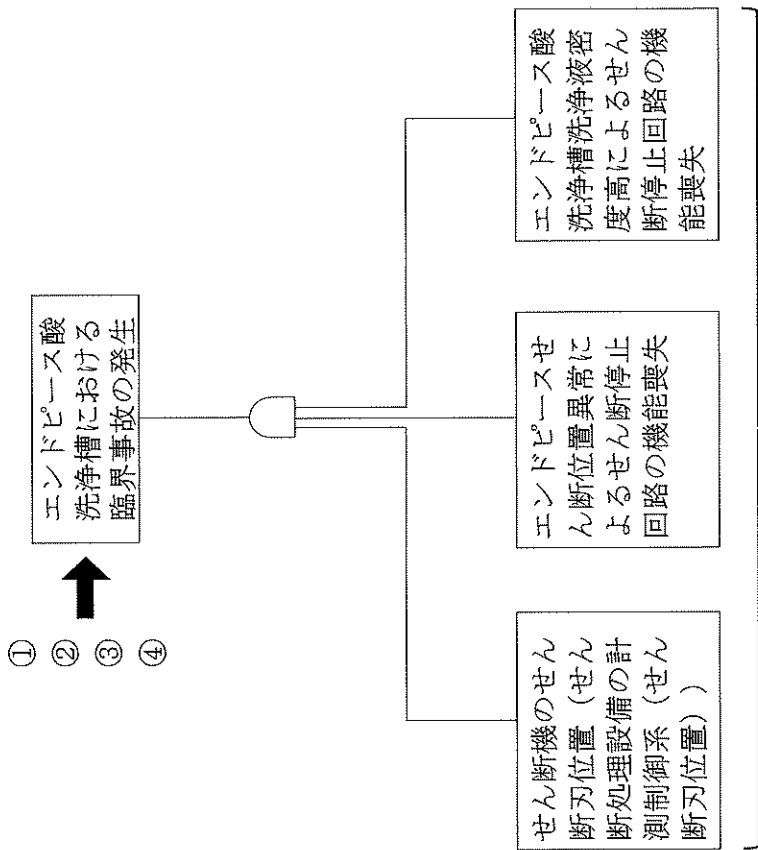 ①
②
③
④
エンドピース酸
洗浄槽における
臨界事故の発生
せん断機のせん
断刃位置（せん
断処理設備の計
測制御系（せん
断刃位置））
エンドピースせ
ん断位置異常に
よるせん断停止
回路の機能喪失
エンドピース酸
洗浄槽洗浄液密
度高によるせん
断停止回路の機
能喪失